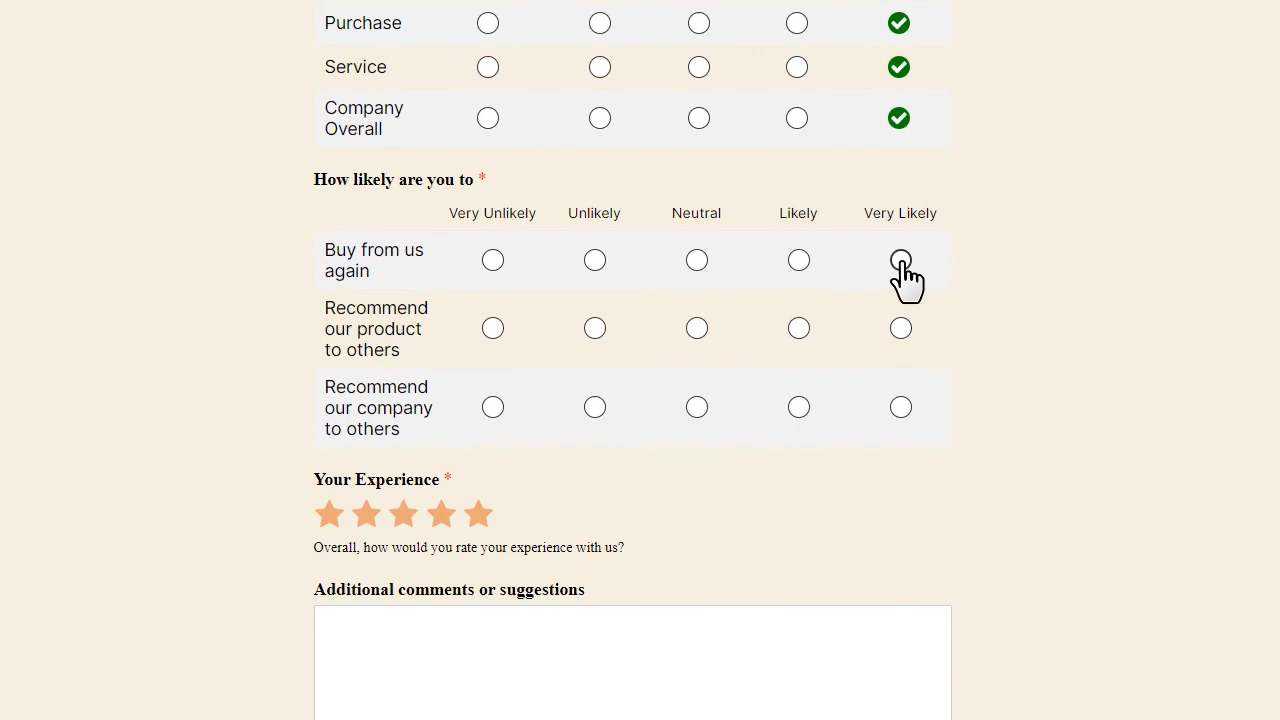 Purchase
Service
Company
Overall
How likely are you to *
Very Unlikely Unlikely Neutral Likely Very Likely
Buy from us
again
Recommend
our product
to others
Recommend
our company
to others
Your Experience *
Overall, how would you rate your experience with us?
Additional comments or suggestions